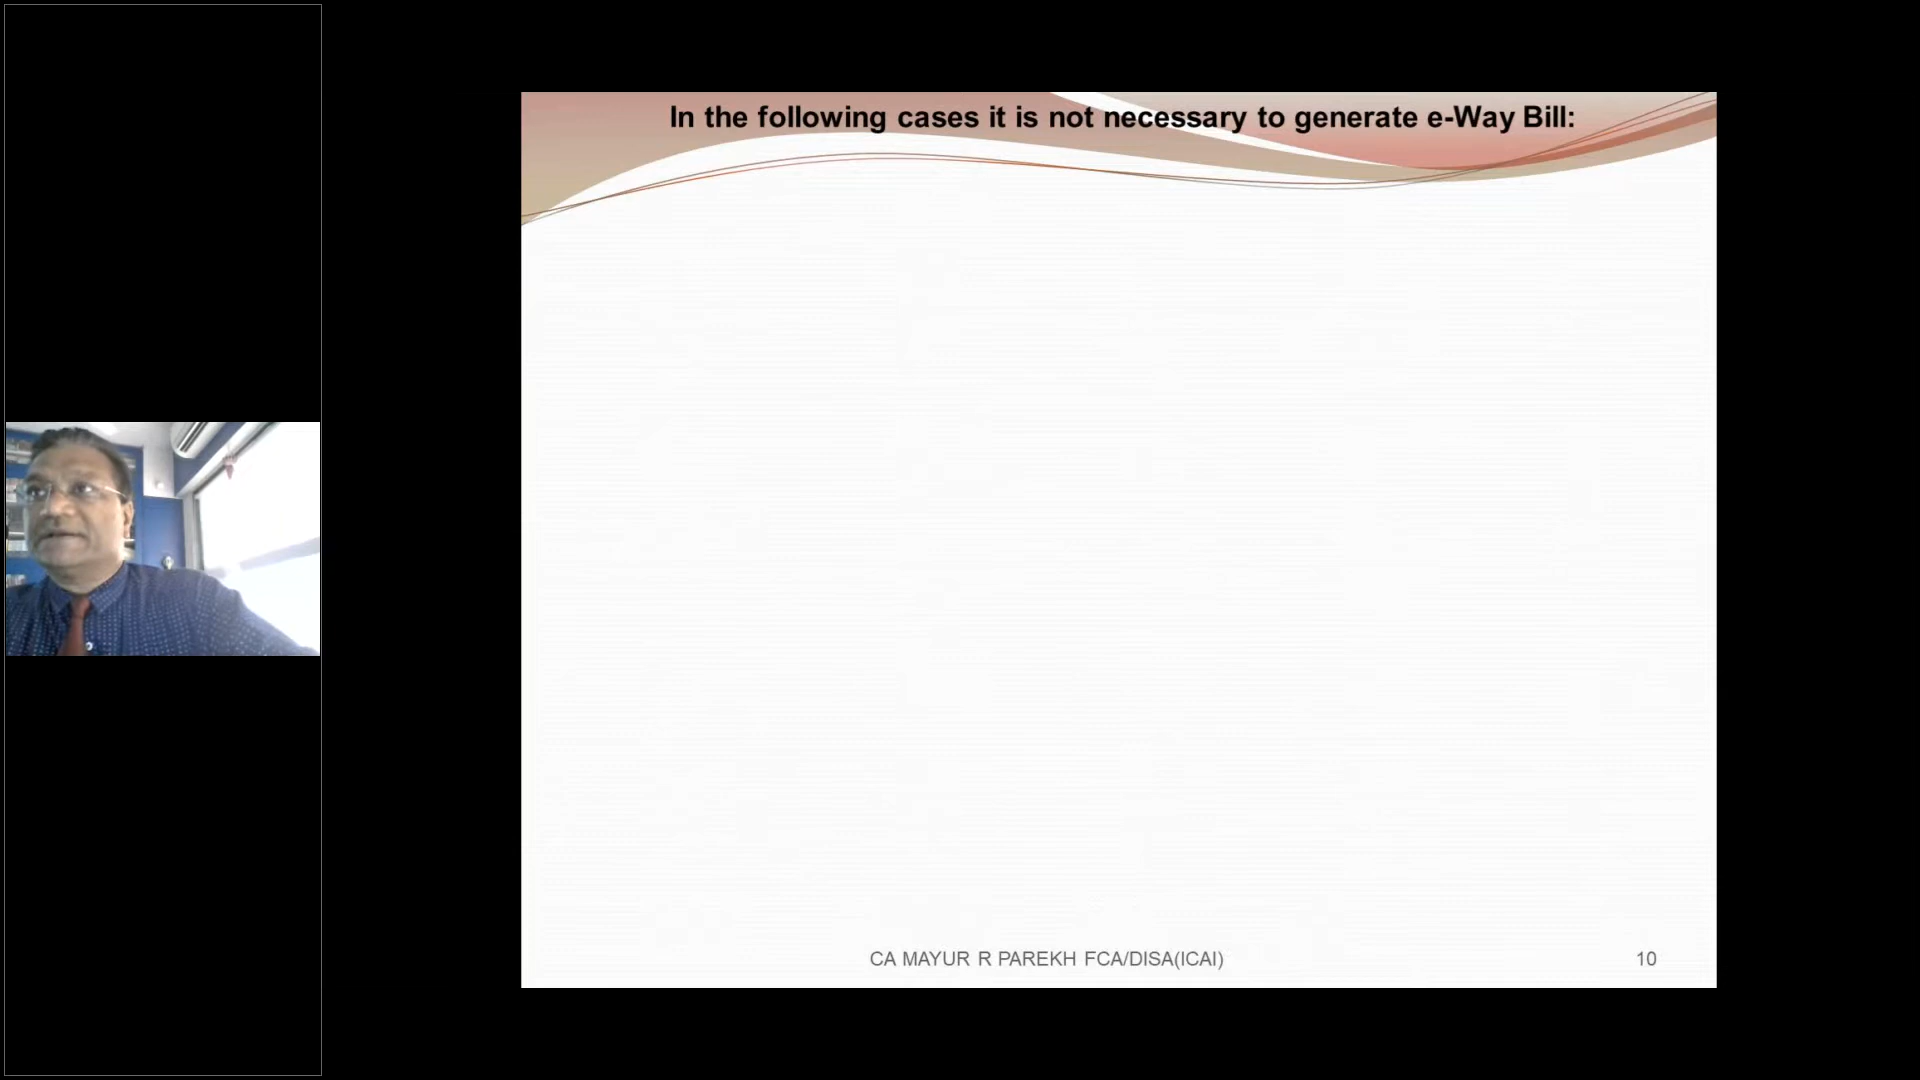 In the following cases it is not necessary to generate e-Way Bill:
CA MAYUR R PAREKH FCA/DISA(ICAI)
10